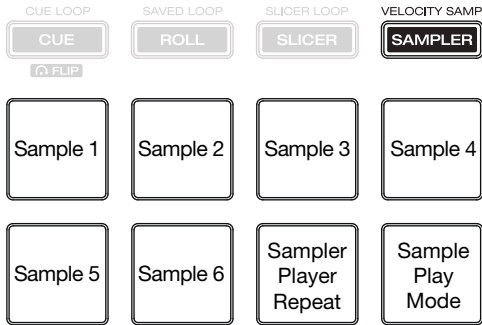 CUE LOOP SAVED LOOP SLICER LOOP VELOCITY SAMP
CUE ROLL SLICER SAMPLER
FLIP
Sample 1 Sample 2 Sample 3 Sample 4
Sample 5 Sample 6 Sampler Player Repeat Sample Play Mode